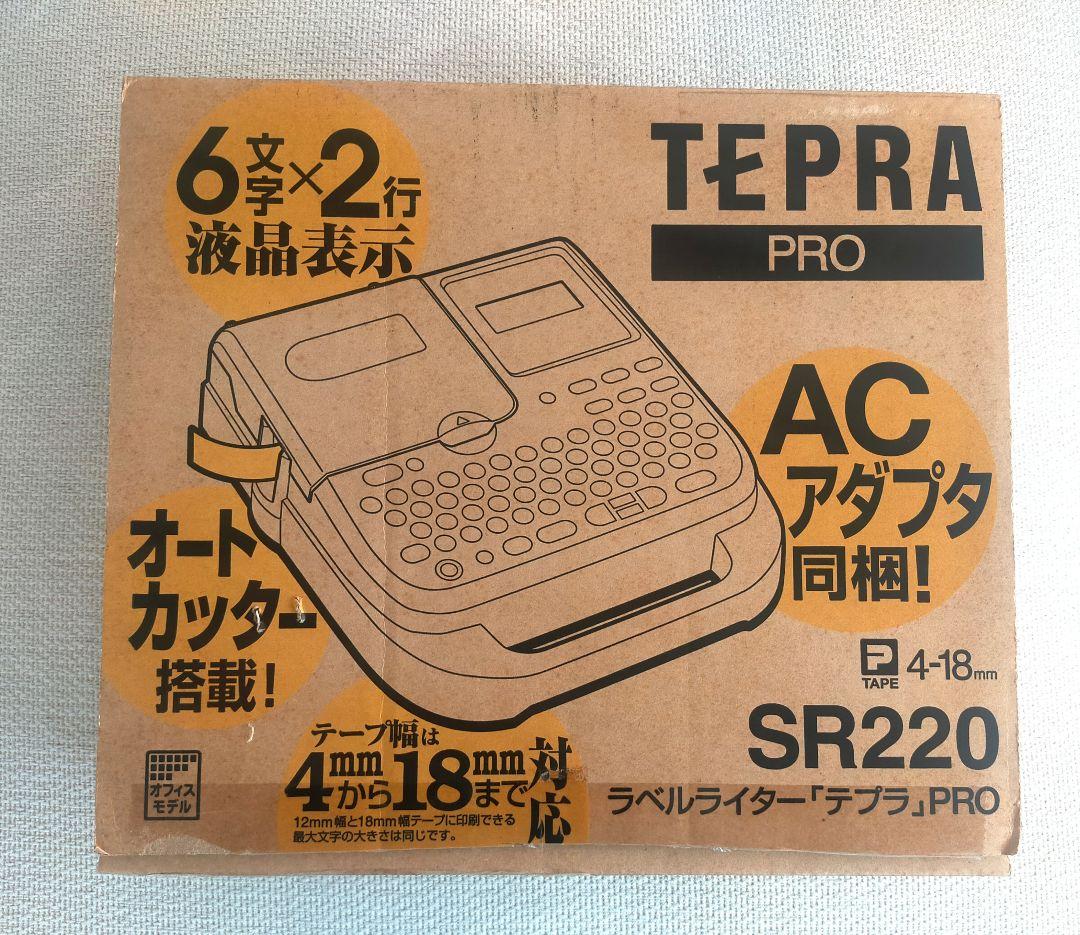 6文字×2行
液晶表示
TEPRA
PRO
AC
アダプタ
同梱!
オート
カッター
搭載!
P
TAPE 4-18mm
SR220
ラベルライター「テプラ」PRO
テープ幅は
4mmから18mmまで対応
12mm幅と18mm幅テープに印刷できる
最大文字の大きさは同じです。
オフィス
モデル